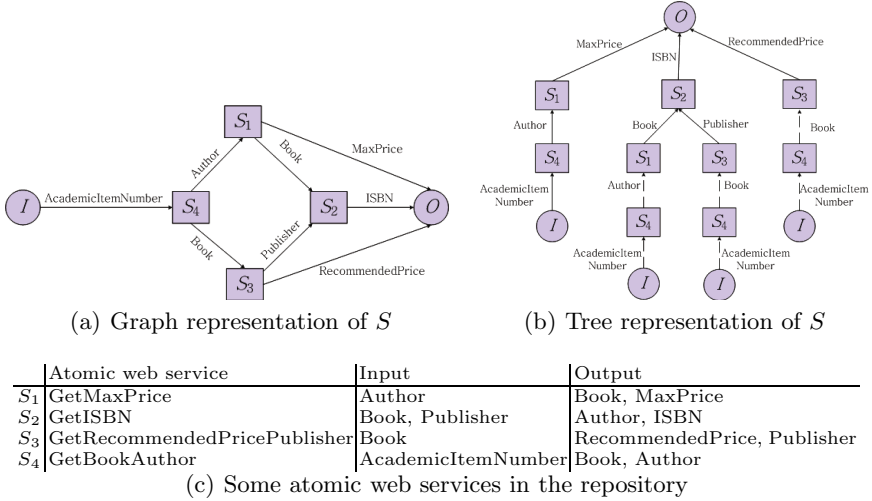 S1
Author
Book
MaxPrice
I
AcademicItemNumber
S4
S2
ISBN
O
Book
Publisher
S3
RecommendedPrice
(a) Graph representation of S
O
MaxPrice
ISBN
RecommendedPrice
S1
S2
S3
Author
Book
Publisher
Book
S4
S1
S3
S4
AcademicItem
Number
Author
Book
AcademicItem
Number
I
S4
S4
I
AcademicItem
Number
AcademicItem
Number
I
I
(b) Tree representation of S
Atomic web service Input Output
S1 GetMaxPrice Author Book, MaxPrice
S2 GetISBN Book, Publisher Author, ISBN
S3 GetRecommendedPricePublisher Book RecommendedPrice, Publisher
S4 GetBookAuthor AcademicItemNumber Book, Author
(c) Some atomic web services in the repository